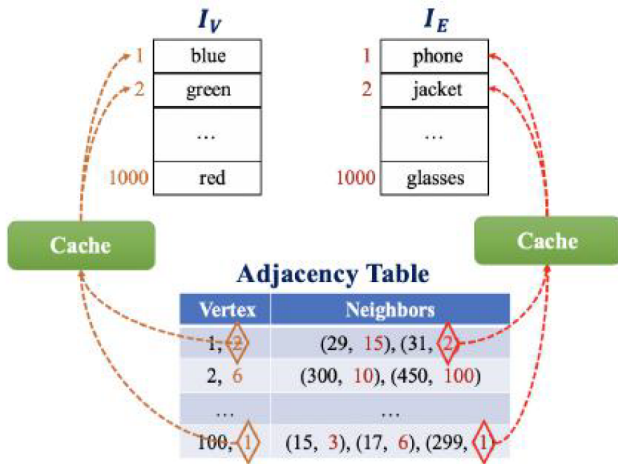 I_V I_E
1 blue 1 phone
2 green 2 jacket
... ...
1000 red 1000 glasses
Cache Cache
Adjacency Table
Vertex Neighbors
1, 2 (29, 15), (31, 2)
2, 6 (300, 10), (450, 100)
... ...
100, 1 (15, 3), (17, 6), (299, 1)